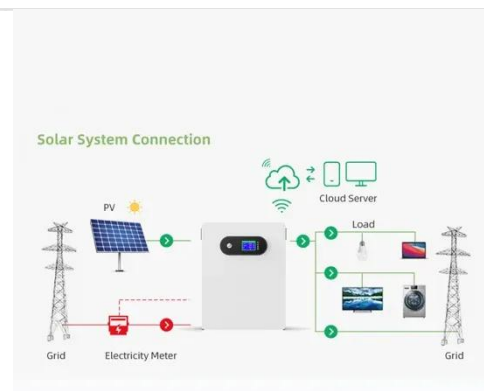 Solar System Connection
Cloud Server
PV
Load
Grid
Electricity Meter
Grid